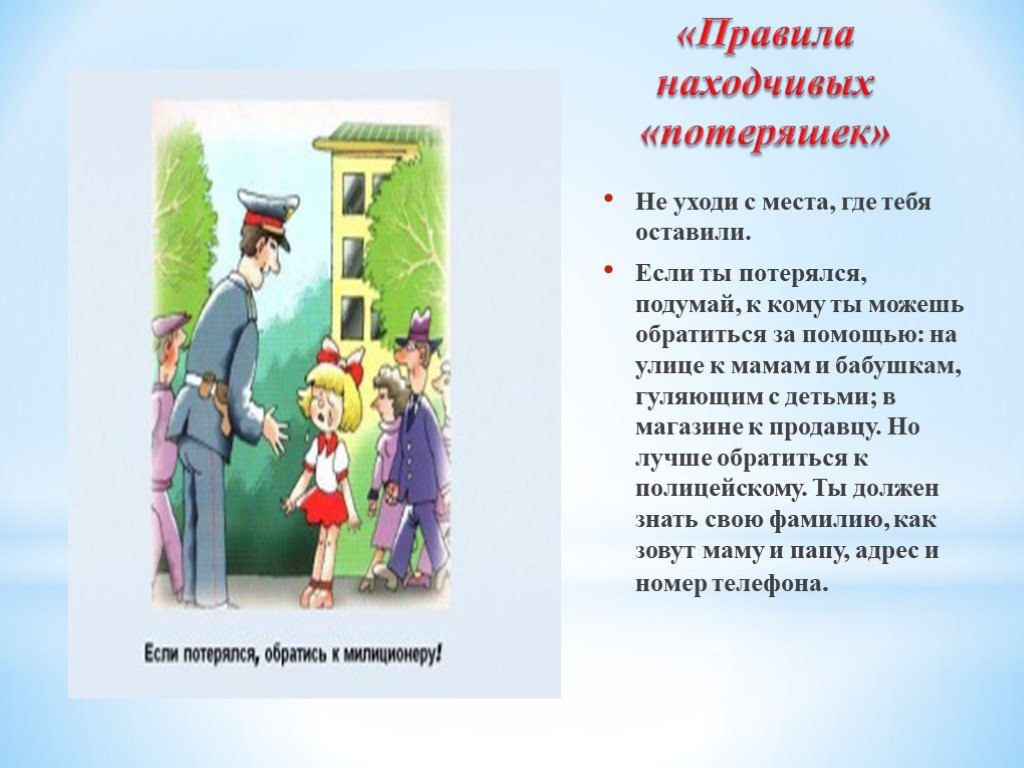 «Правила
находчивых
«потеряшек»
• Не уходи с места, где тебя
оставили.
• Если ты потерялся,
подумай, к кому ты можешь
обратиться за помощью: на
улице к мамам и бабушкам,
гуляющим с детьми; в
магазине к продавцу. Но
лучше обратиться к
полицейскому. Ты должен
знать свою фамилию, как
зовут маму и папу, адрес и
номер телефона.
Если потерялся, обратись к милиционеру!